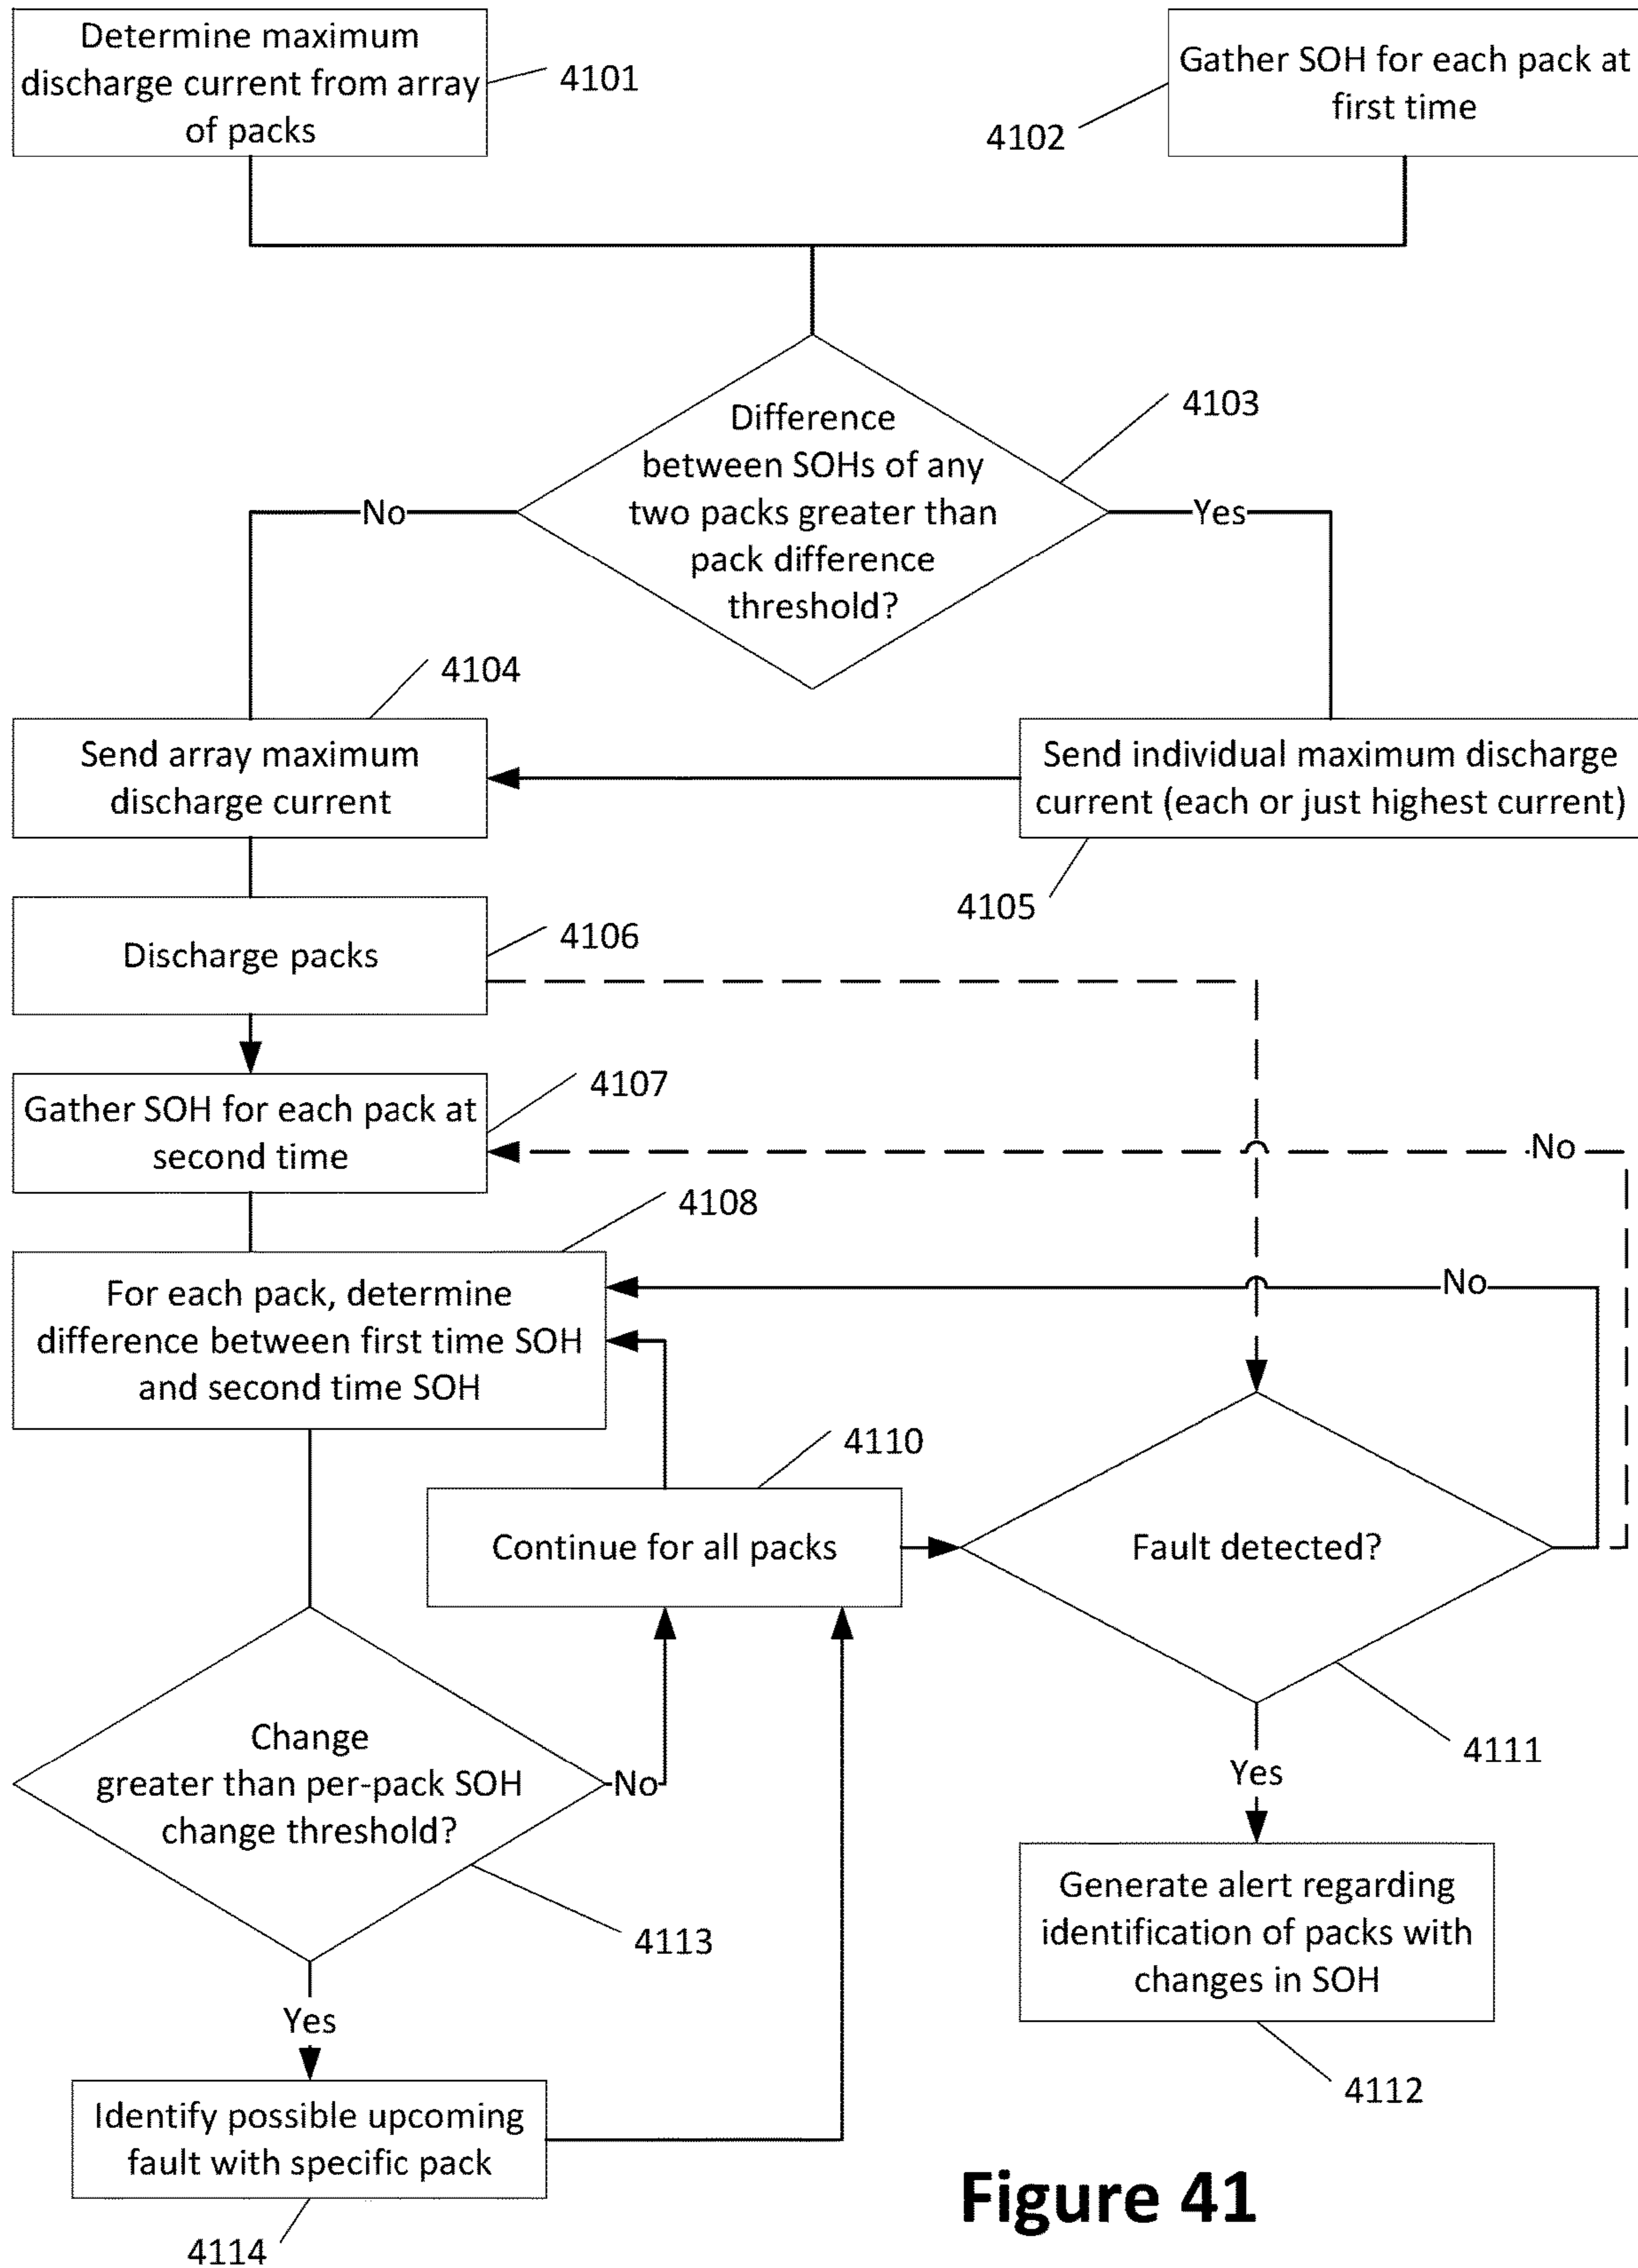 Determine maximum
discharge current from array
of packs
4101
Gather SOH for each pack at
first time
4102
Difference
between SOHs of any
two packs greater than
pack difference
threshold?
4103
No
Yes
4104
Send array maximum
discharge current
Send individual maximum discharge
current (each or just highest current)
4105
Discharge packs
4106
Gather SOH for each pack at
second time
4107
No
4108
For each pack, determine
difference between first time SOH
and second time SOH
No
4110
Continue for all packs
Fault detected?
4111
Change
greater than per-pack SOH
change threshold?
No
4113
Yes
Yes
Generate alert regarding
identification of packs with
changes in SOH
4112
Identify possible upcoming
fault with specific pack
4114
Figure 41